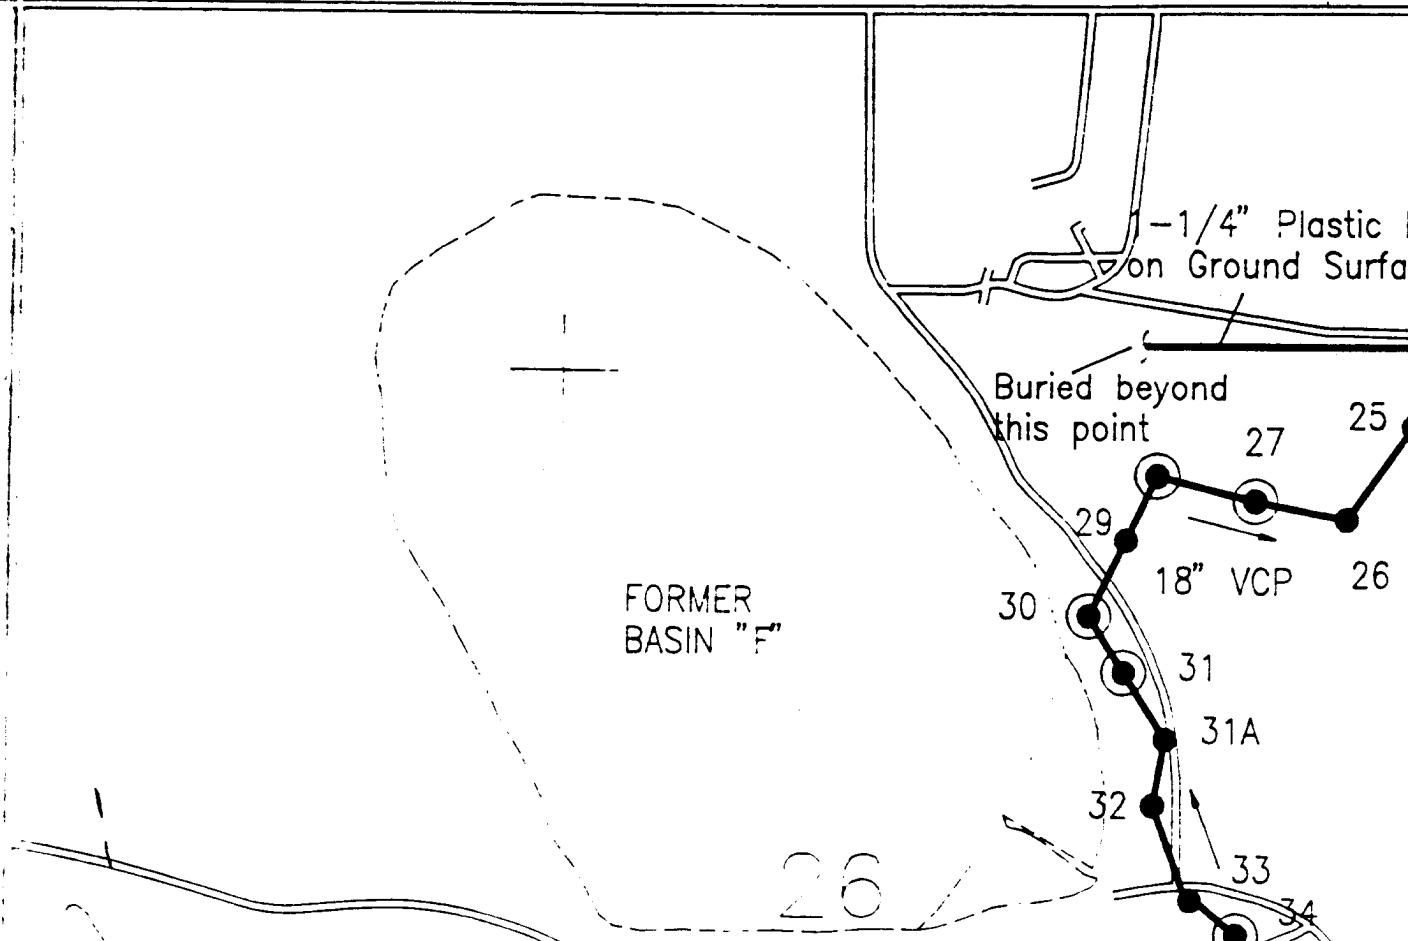 1-1/4" Plastic
on Ground Surfa
Buried beyond
this point
25
27
29
18" VCP
26
30
FORMER
BASIN "F"
31
31A
32
26
33
34